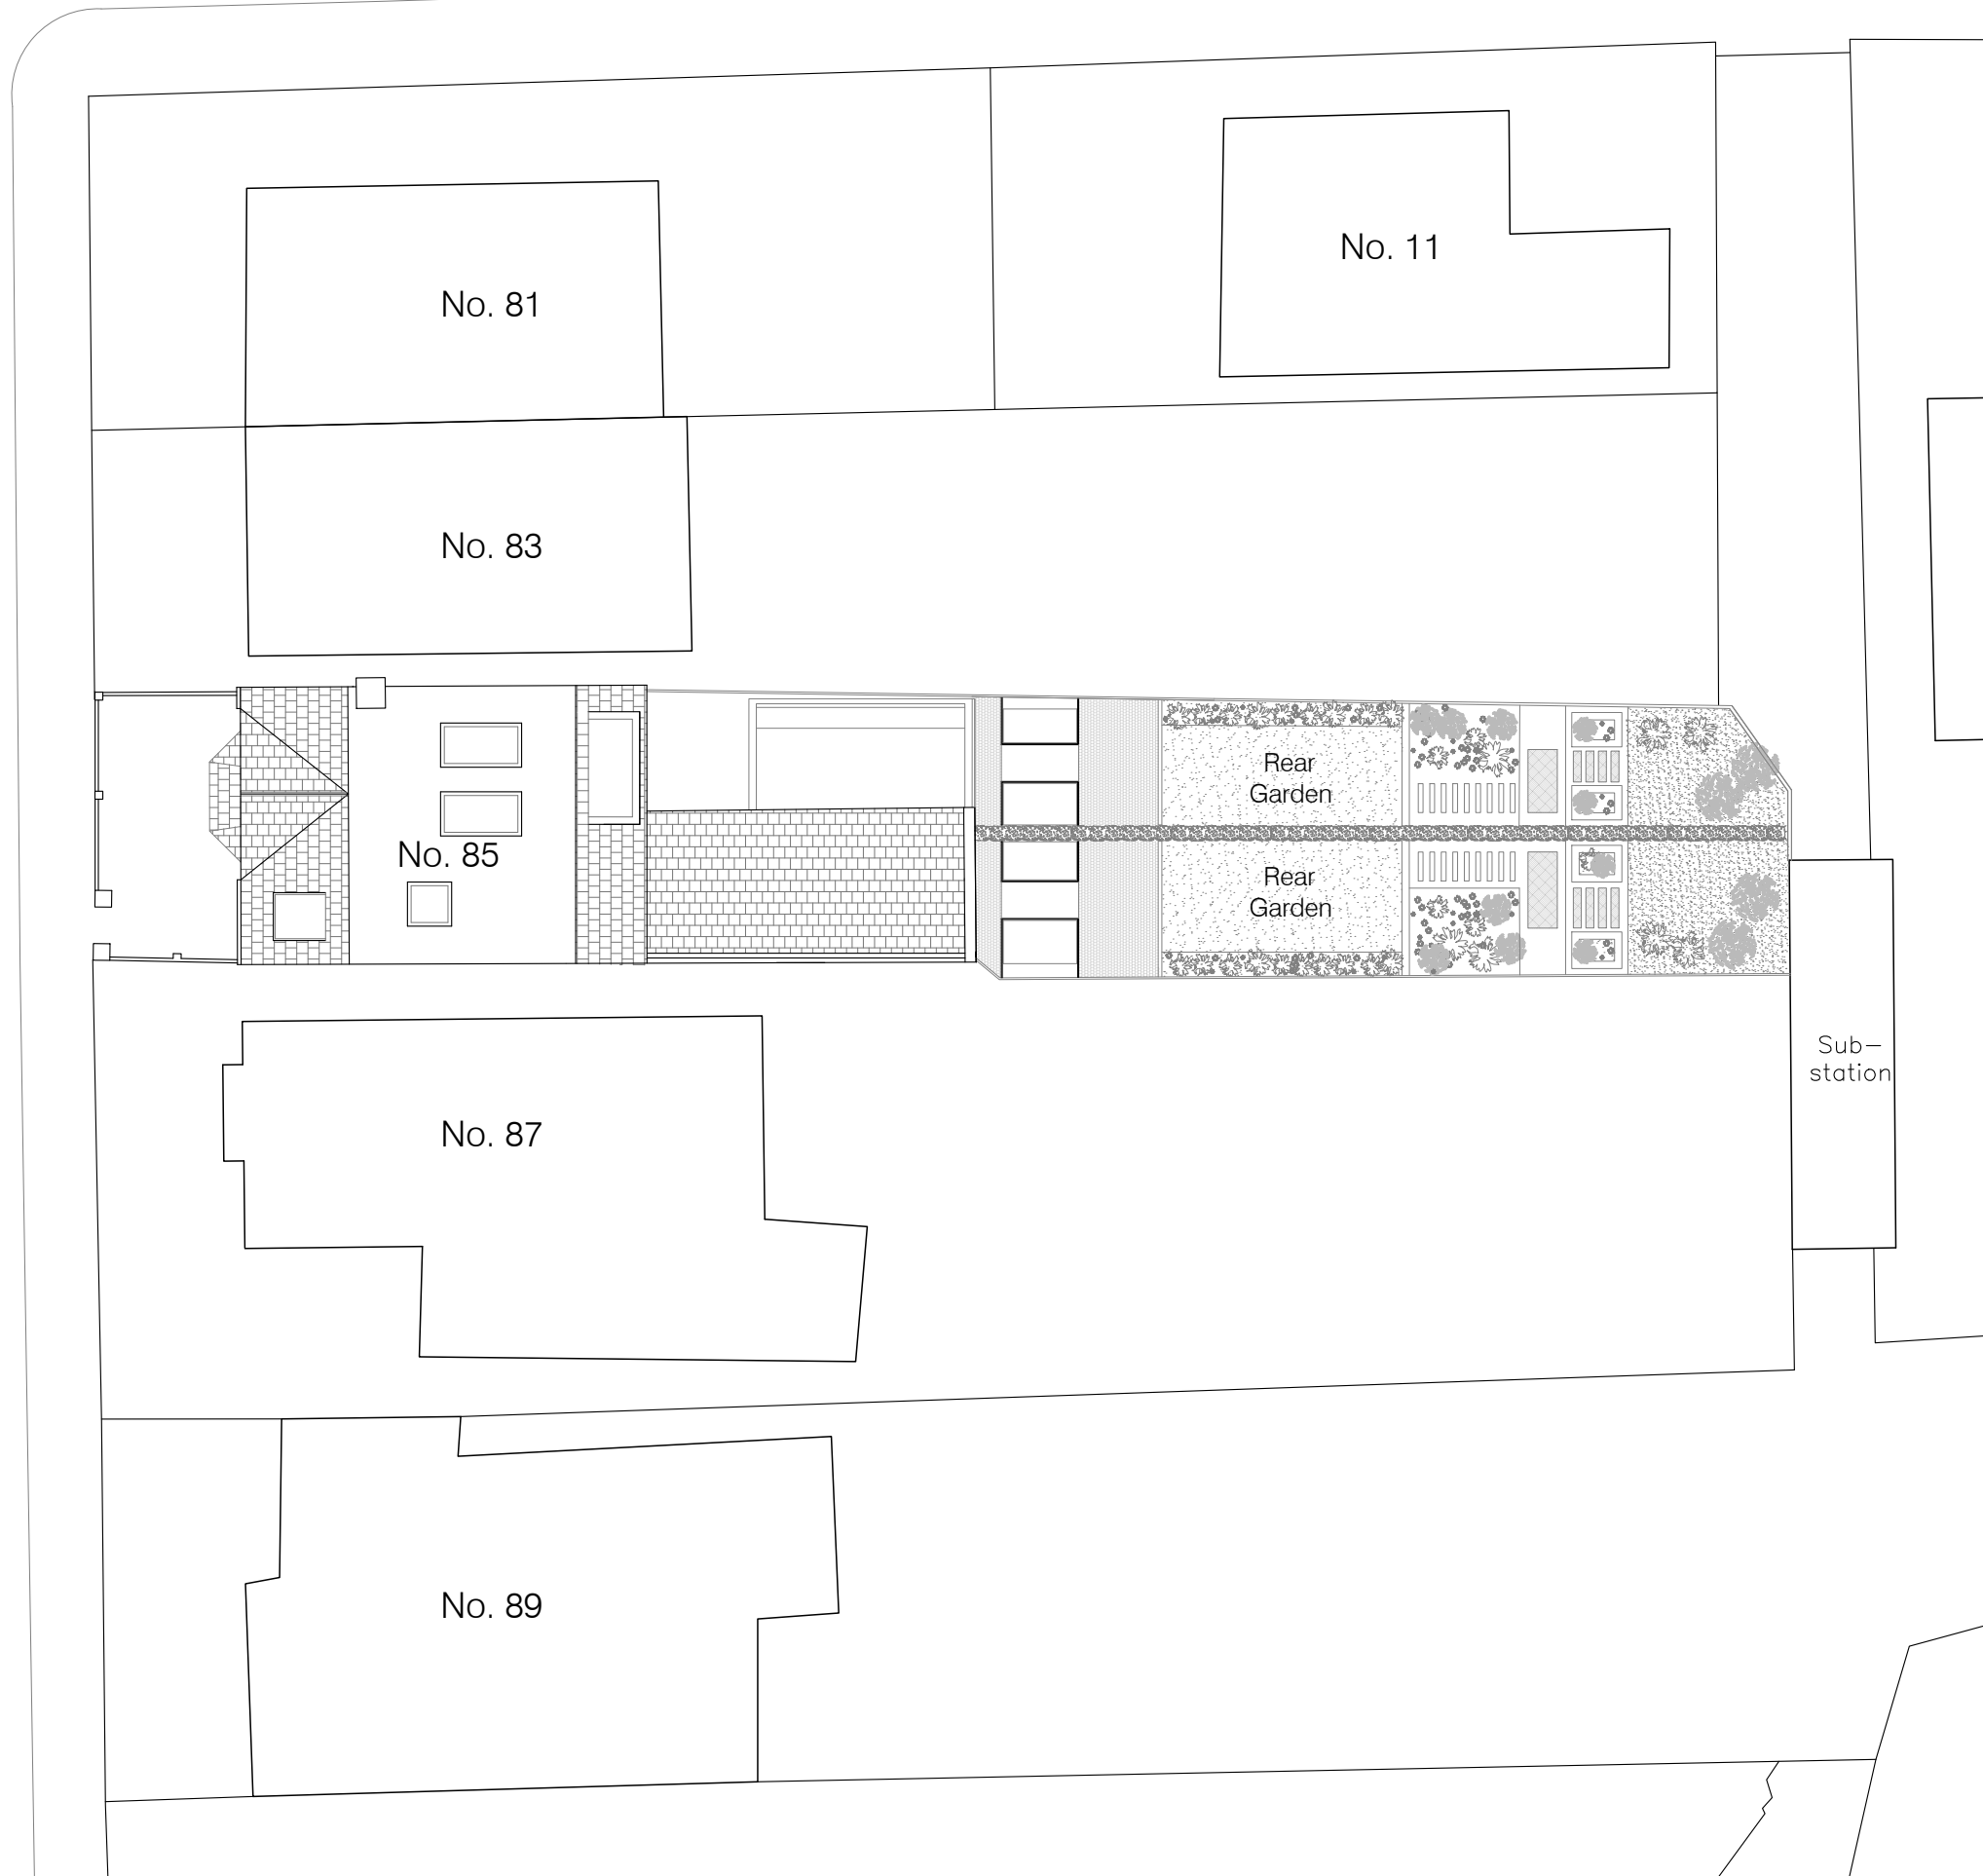 No. 11
No. 81
No. 83
Rear
Garden
No. 85
Rear
Garden
Sub-
station
No. 87
No. 89